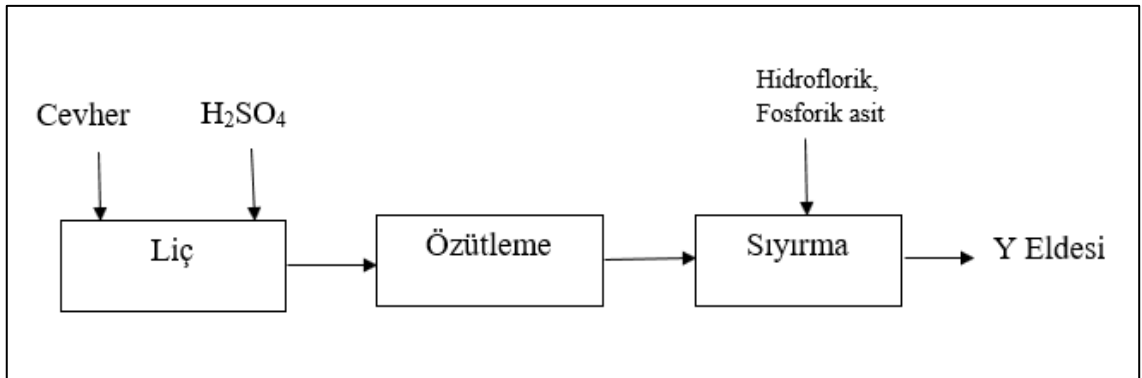 Cevher
H₂SO₄
Hidroflorik,
Fosforik asit
Liç
Özütleme
Sıyırma
Y Eldesi